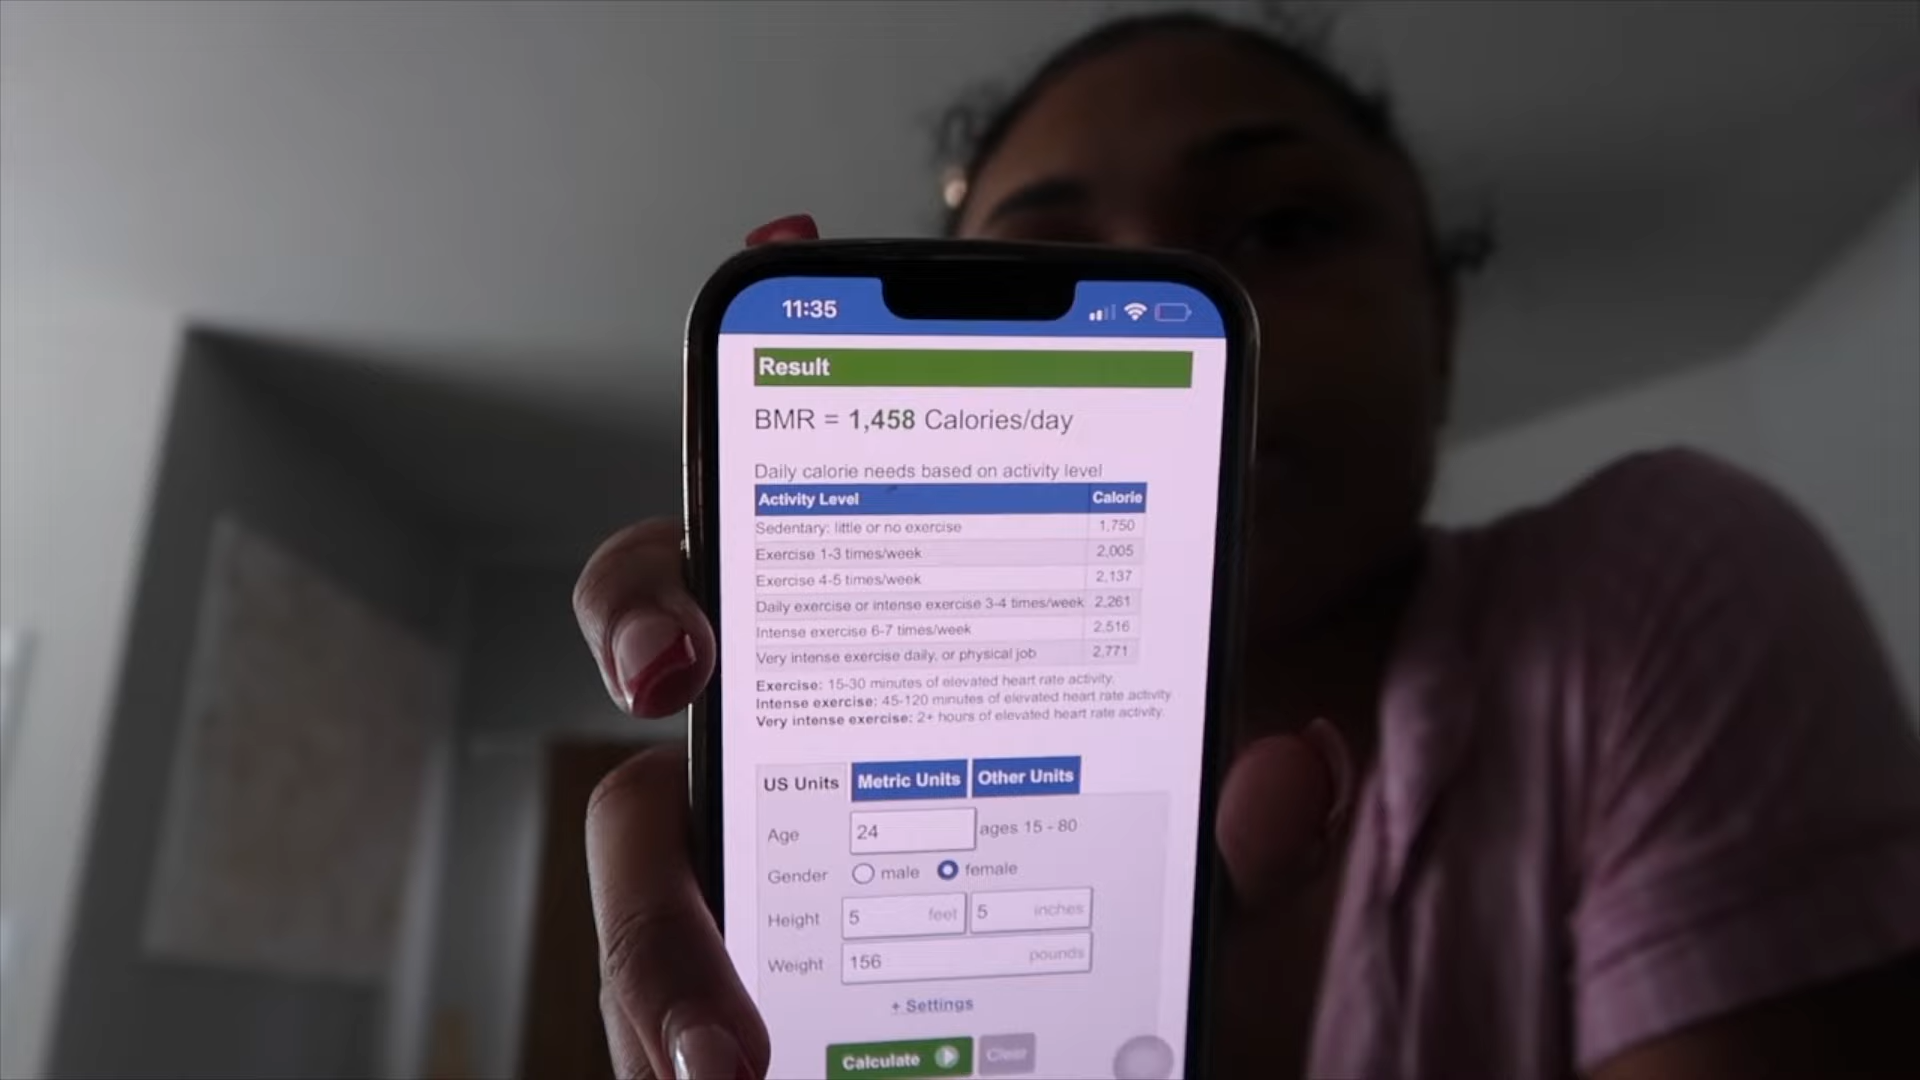 11:35
Result
BMR = 1,458 Calories/day
Daily calorie needs based on activity level
Activity Level Calorie
Sedentary: little or no exercise 1,750
Exercise 1-3 times/week 2,005
Exercise 4-5 times/week 2,137
Daily exercise or intense exercise 3-4 times/week 2,261
Intense exercise 6-7 times/week 2,516
Very intense exercise daily, or physical job 2,771
Exercise: 15-30 minutes of elevated heart rate activity.
Intense exercise: 45-120 minutes of elevated heart rate activity
Very intense exercise: 2+ hours of elevated heart rate activity.
US Units Metric Units Other Units
Age 24 ages 15 - 80
Gender male female
Height 5 feet 5 inches
Weight 156 pounds
+ Settings
Calculate Clear